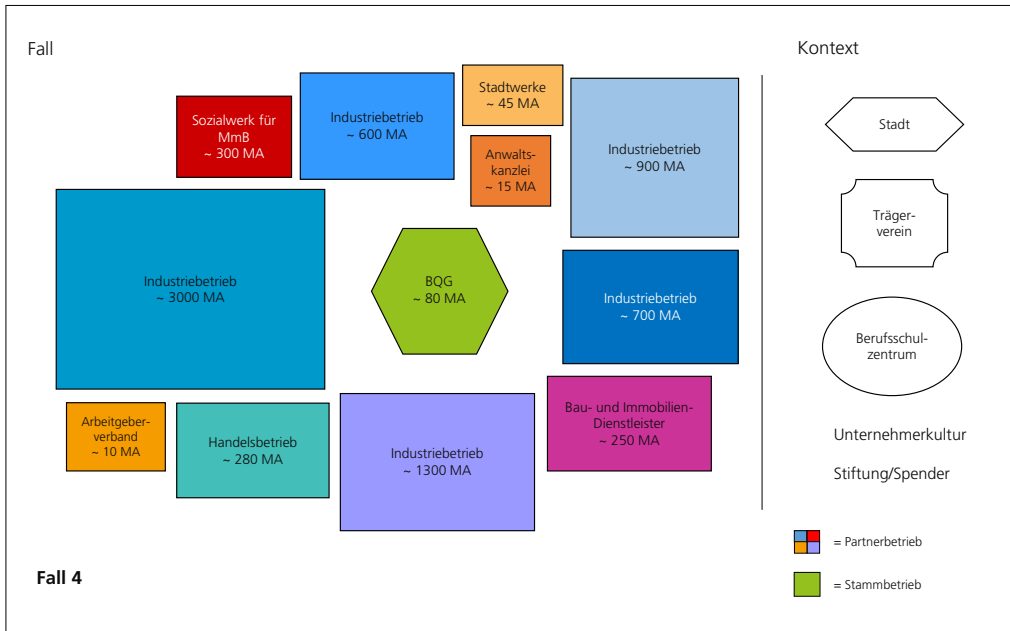 Fall
Kontext
Sozialwerk für
MmB
~ 300 MA
Industriebetrieb
~ 600 MA
Stadtwerke
~ 45 MA
Anwalts-
kanzlei
~ 15 MA
Industriebetrieb
~ 900 MA
Industriebetrieb
~ 3000 MA
BQG
~ 80 MA
Industriebetrieb
~ 700 MA
Arbeitgeber-
verband
~ 10 MA
Handelsbetrieb
~ 280 MA
Industriebetrieb
~ 1300 MA
Bau- und Immobilien-
Dienstleister
~ 250 MA
Stadt
Träger-
verein
Berufsschul-
zentrum
Unternehmerkultur
Stiftung/Spender
= Partnerbetrieb
= Stammbetrieb
Fall 4